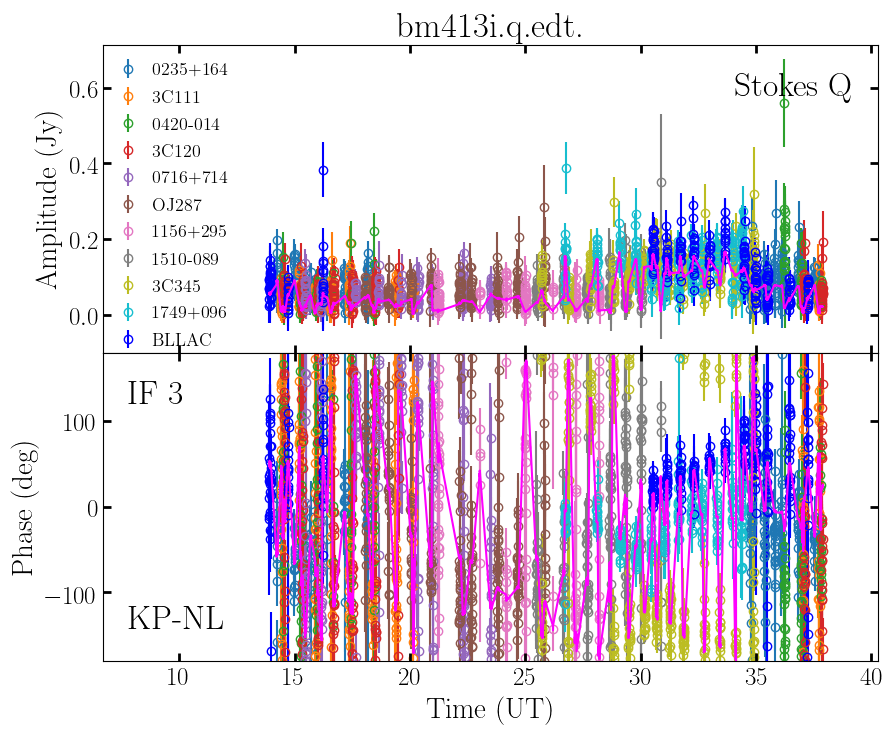 bm413i.q.edt.
Stokes Q
0235+164
3C111
0420-014
3C120
0716+714
OJ287
1156+295
1510-089
3C345
1749+096
BLLAC
Amplitude (Jy)
0.6
0.4
0.2
0.0
IF 3
KP-NL
Phase (deg)
100
0
−100
10 15 20 25 30 35 40
Time (UT)